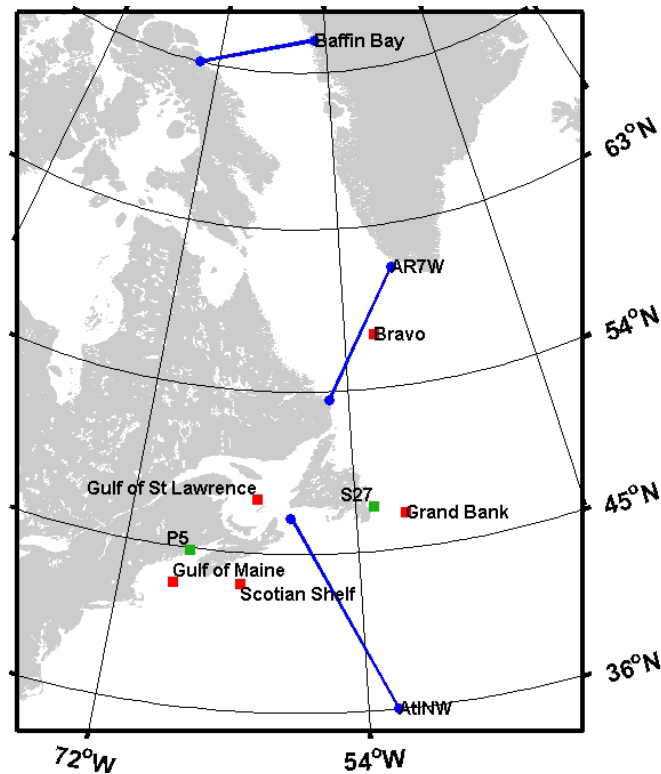 Baffin Bay
63°N
AR7W
54°N
Bravo
Gulf of St Lawrence
S27
45°N
Grand Bank
P5
Gulf of Maine
Scotian Shelf
36°N
AtlNW
72°W
54°W